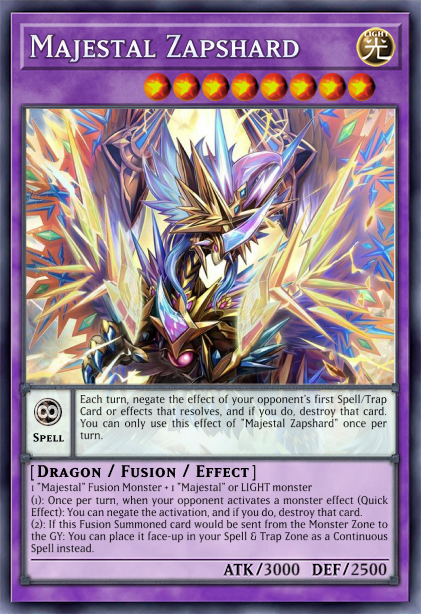 Majestal Zapshard
LIGHT
光
Each turn, negate the effect of your opponent's first Spell/Trap
Card or effects that resolves, and if you do, destroy that card.
You can only use this effect of "Majestal Zapshard" once per
turn.
Spell
[Dragon / Fusion / Effect]
1 "Majestal" Fusion Monster + 1 "Majestal" or LIGHT monster
(1): Once per turn, when your opponent activates a monster effect (Quick
Effect): You can negate the activation, and if you do, destroy that card.
(2): If this Fusion Summoned card would be sent from the Monster Zone to
the GY: You can place it face-up in your Spell & Trap Zone as a Continuous
Spell instead.
ATK/3000 DEF/2500